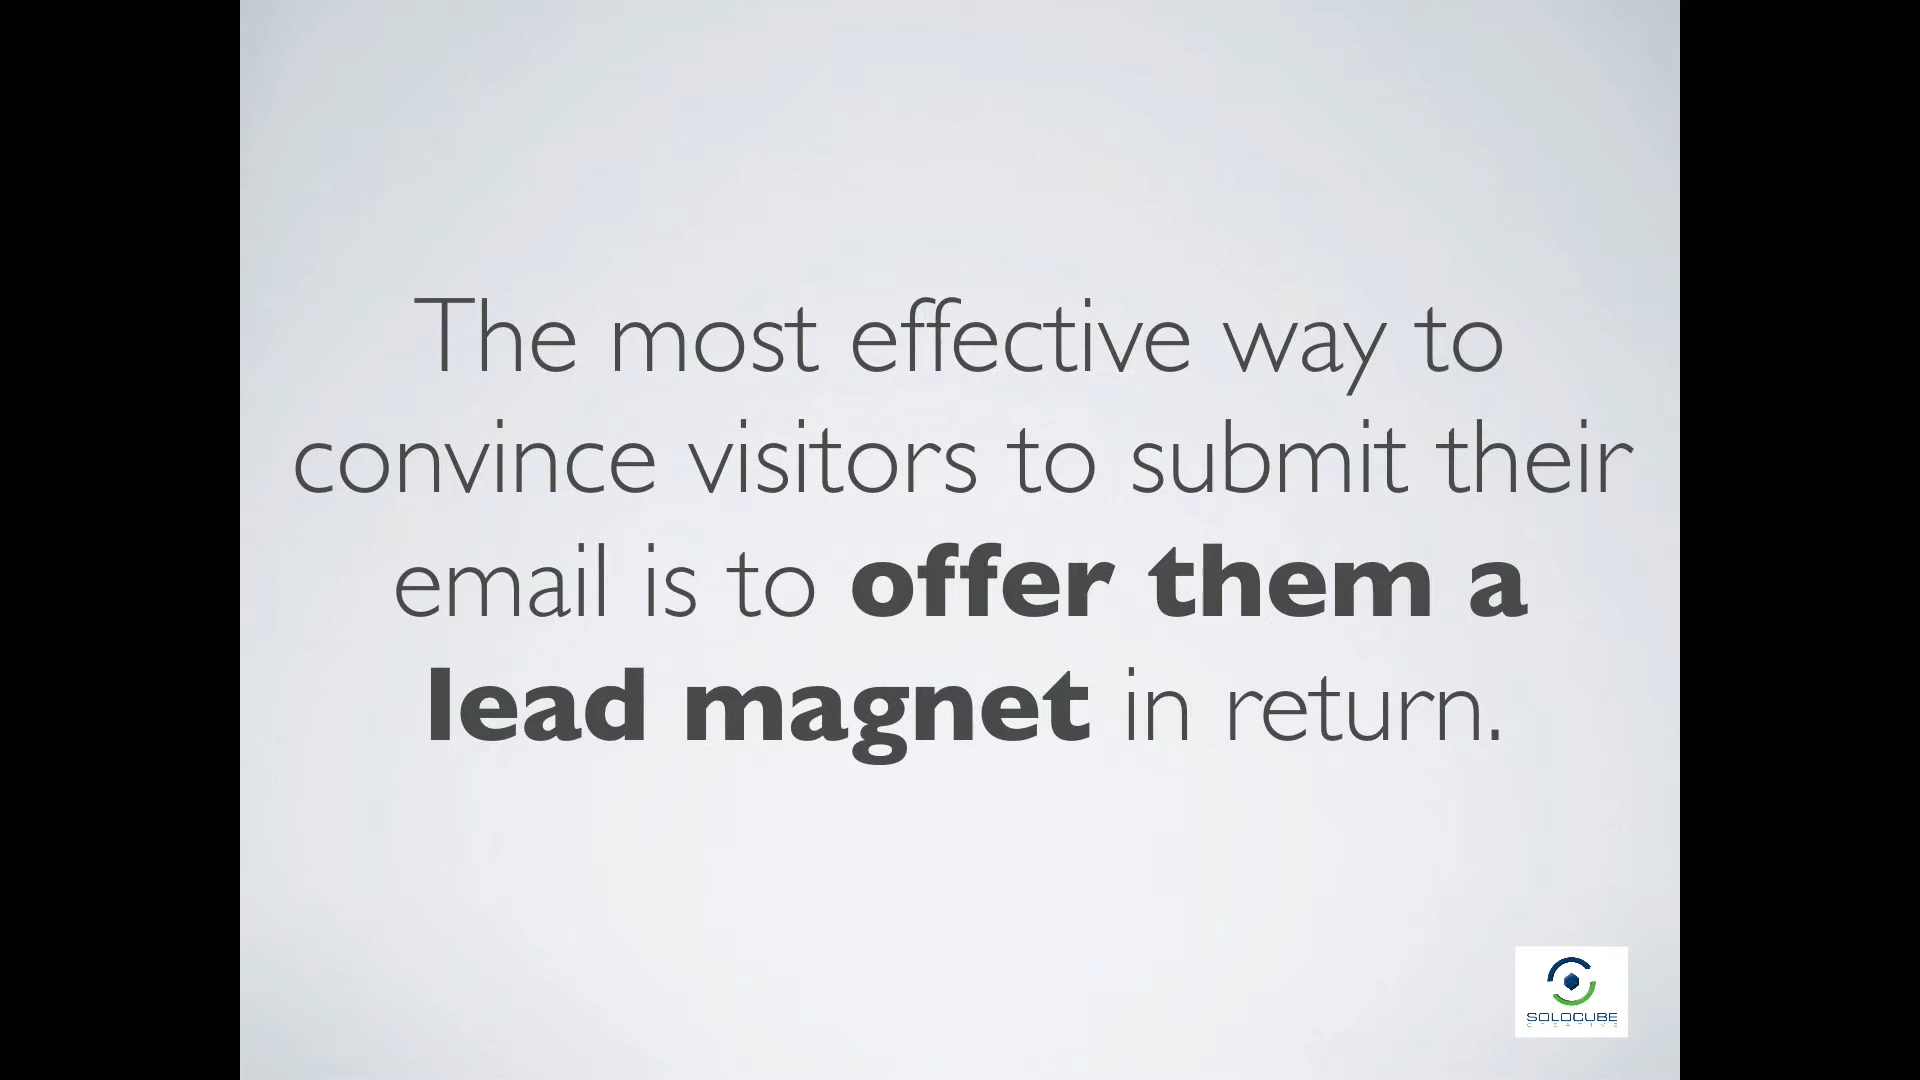 The most effective way to
convince visitors to submit their
email is to offer them a
lead magnet in return.
SOLOCUBE
CREATIVE